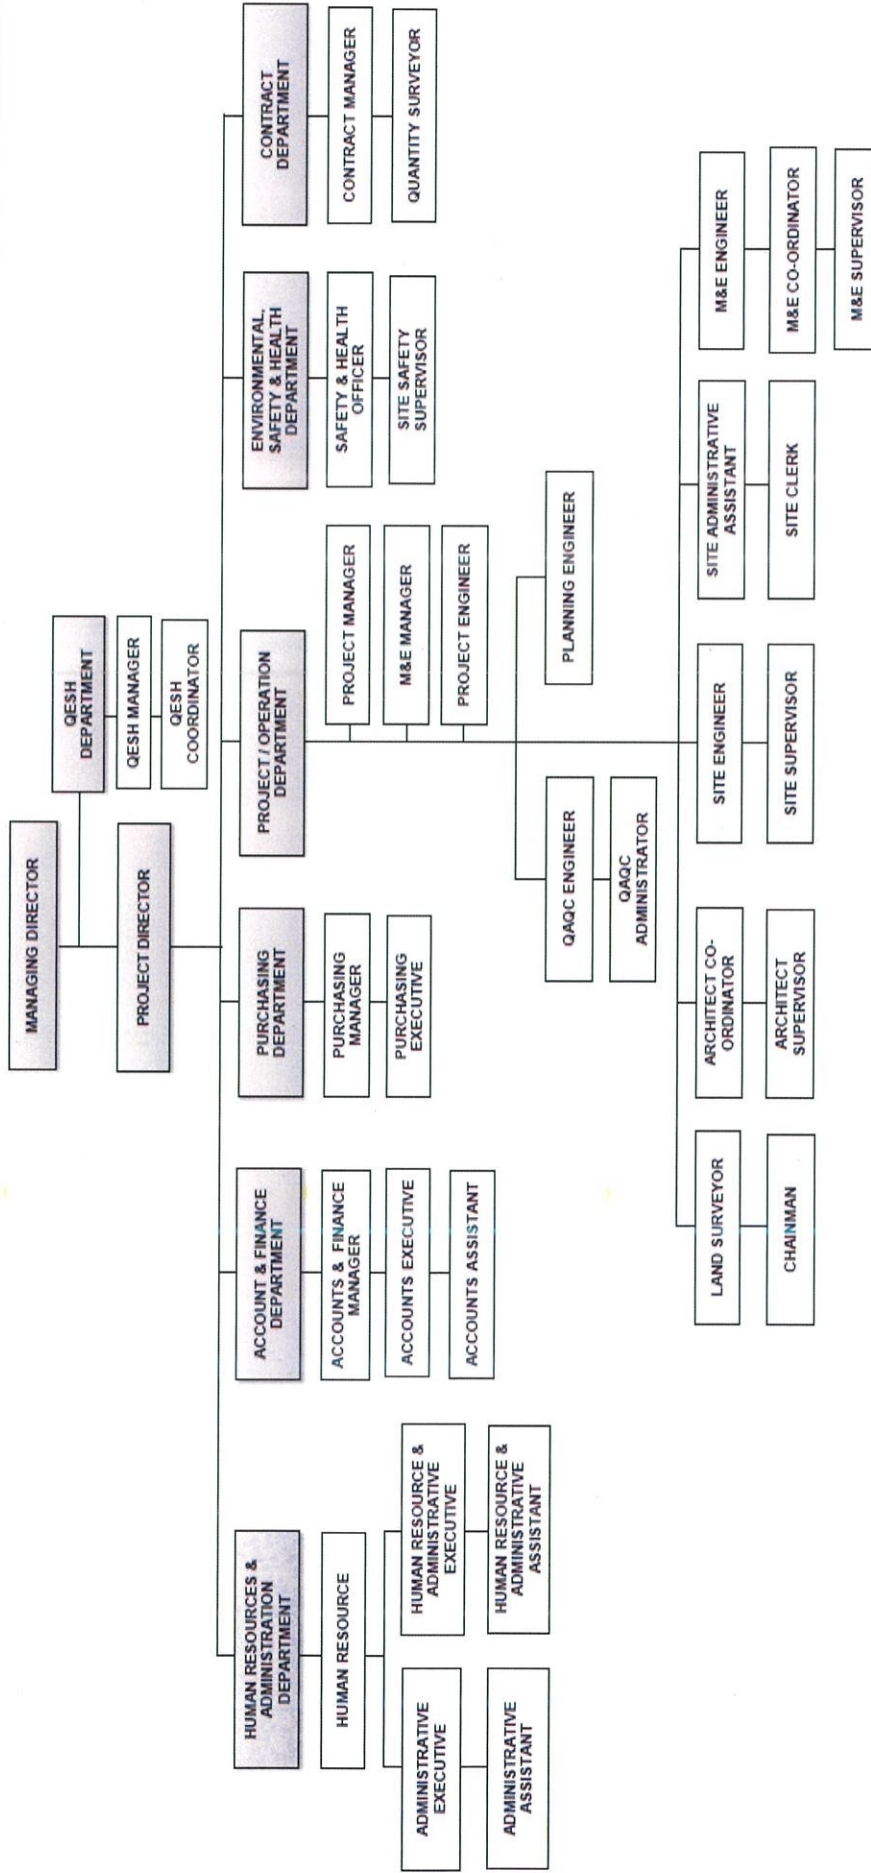 MANAGING DIRECTOR
QESH
DEPARTMENT
QESH MANAGER
QESH
COORDINATOR
PROJECT DIRECTOR
HUMAN RESOURCES &
ADMINISTRATION
DEPARTMENT
HUMAN RESOURCE
ADMINISTRATIVE
EXECUTIVE
ADMINISTRATIVE
ASSISTANT
HUMAN RESOURCE &
ADMINISTRATIVE
EXECUTIVE
HUMAN RESOURCE &
ADMINISTRATIVE
ASSISTANT
ACCOUNT & FINANCE
DEPARTMENT
ACCOUNTS & FINANCE
MANAGER
ACCOUNTS EXECUTIVE
ACCOUNTS ASSISTANT
PURCHASING
DEPARTMENT
PURCHASING
MANAGER
PURCHASING
EXECUTIVE
PROJECT / OPERATION
DEPARTMENT
PROJECT MANAGER
M&E MANAGER
PROJECT ENGINEER
ENVIRONMENTAL,
SAFETY & HEALTH
DEPARTMENT
SAFETY & HEALTH
OFFICER
SITE SAFETY
SUPERVISOR
CONTRACT
DEPARTMENT
CONTRACT MANAGER
QUANTITY SURVEYOR
QAQC ENGINEER
QAQC
ADMINISTRATOR
PLANNING ENGINEER
LAND SURVEYOR
CHAINMAN
ARCHITECT CO-
ORDINATOR
ARCHITECT
SUPERVISOR
SITE ENGINEER
SITE SUPERVISOR
SITE ADMINISTRATIVE
ASSISTANT
SITE CLERK
M&E ENGINEER
M&E CO-ORDINATOR
M&E SUPERVISOR